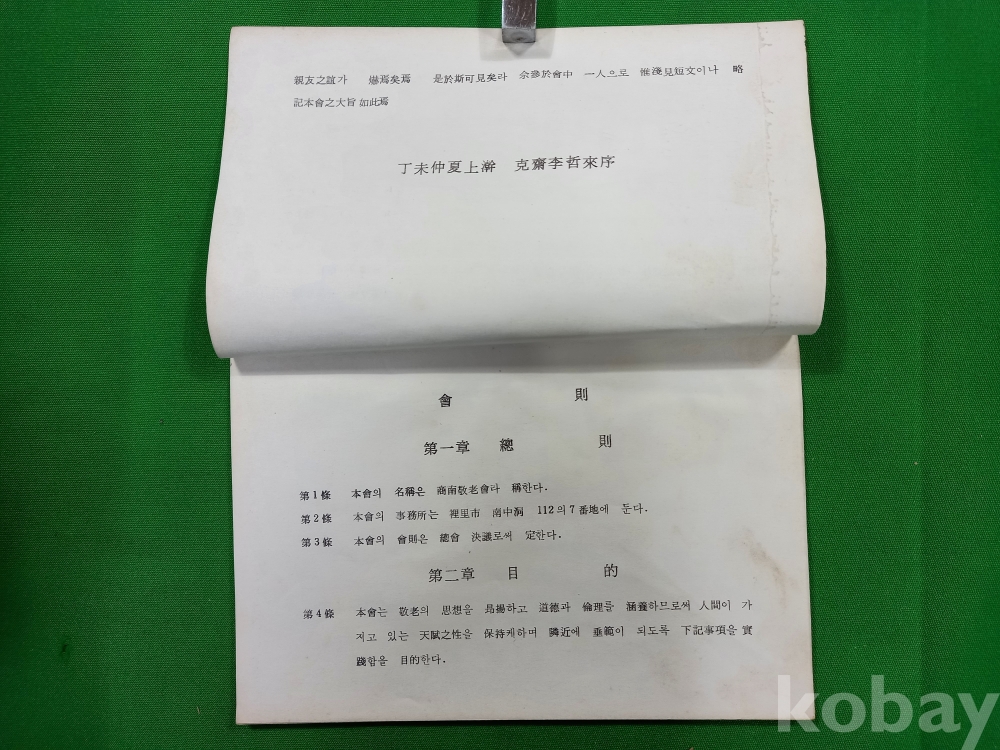 親友之誼가 焉矣焉 是於斯可見矣라 余參於會中 一人으로 惟淺見短文이나 略
記本會之大旨如此焉
丁未仲夏上澣 克齋李哲來序
會 則
第一章 總 則
第1條 本會의 名稱은 商南敬老會라 稱한다.
第2條 本會의 事務所는 裡里市 南中洞 112의7番地에 둔다.
第3條 本會의 會則은 總會 決議로써 定한다.
第二章 目 的
第4條 本會는 敬老의 思想을 昂揚하고 道德과 倫理를 涵養하므로써 人間이 가
지고 있는 天賦之性을 保持케하며 隣近에 垂範이 되도록 下記事項을 實
踐함을 目的한다.
kobay